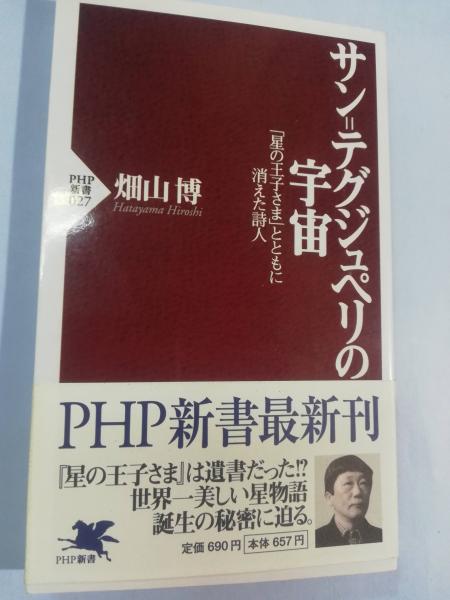 サン=テグジュペリの
宇宙
「星の王子さま」とともに
消えた詩人
PHP
新書
027
畑山 博
Hatayama Hiroshi
PHP新書最新刊
『星の王子さま』は遺書だった!?
世界一美しい星物語
誕生の秘密に迫る。
定価 690円 本体 657円
PHP新書